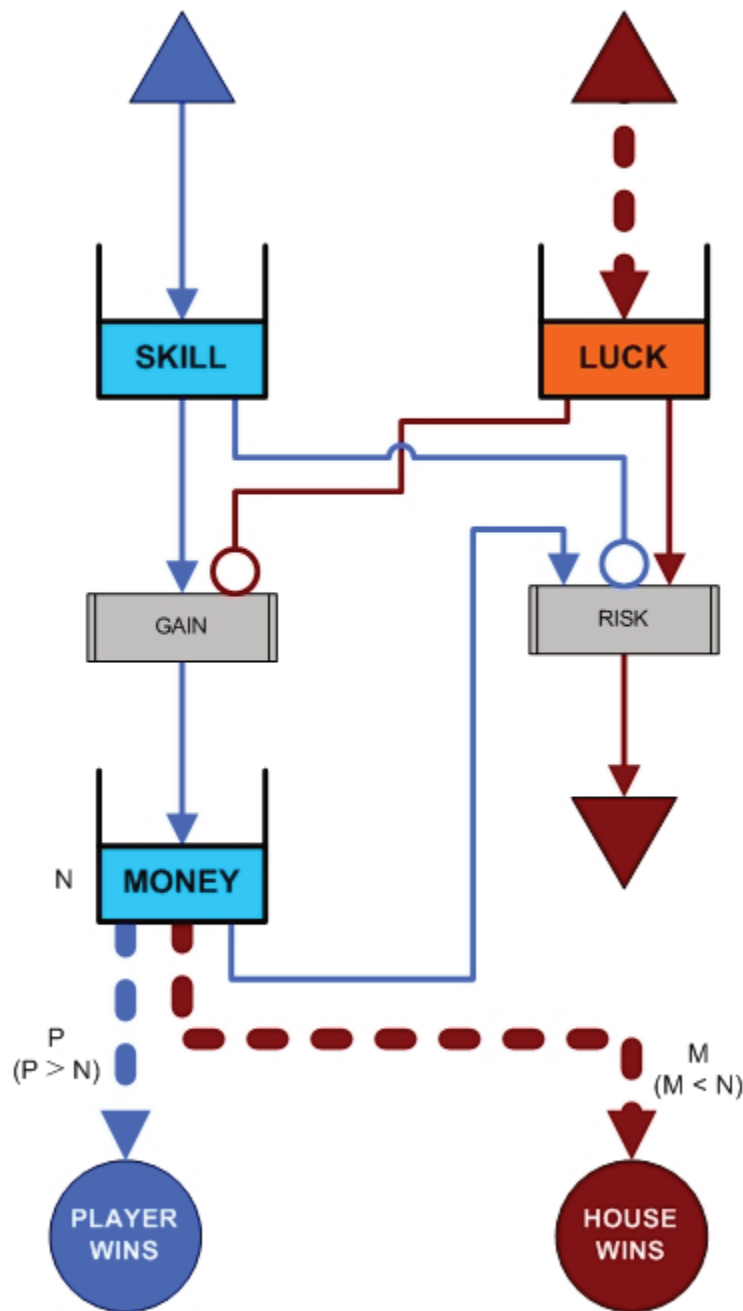 SKILL
LUCK
GAIN
RISK
N
MONEY
P
(P > N)
M
(M < N)
PLAYER
WINS
HOUSE
WINS